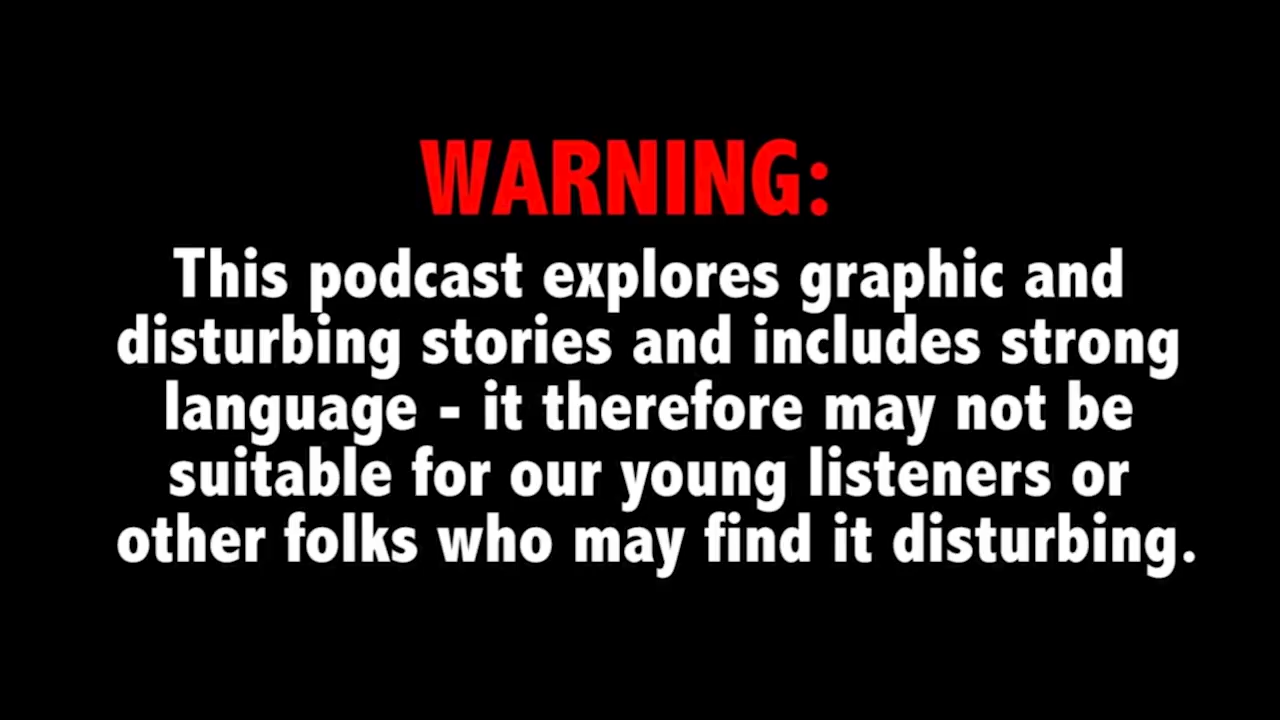 WARNING:
This podcast explores graphic and
disturbing stories and includes strong
language - it therefore may not be
suitable for our young listeners or
other folks who may find it disturbing.